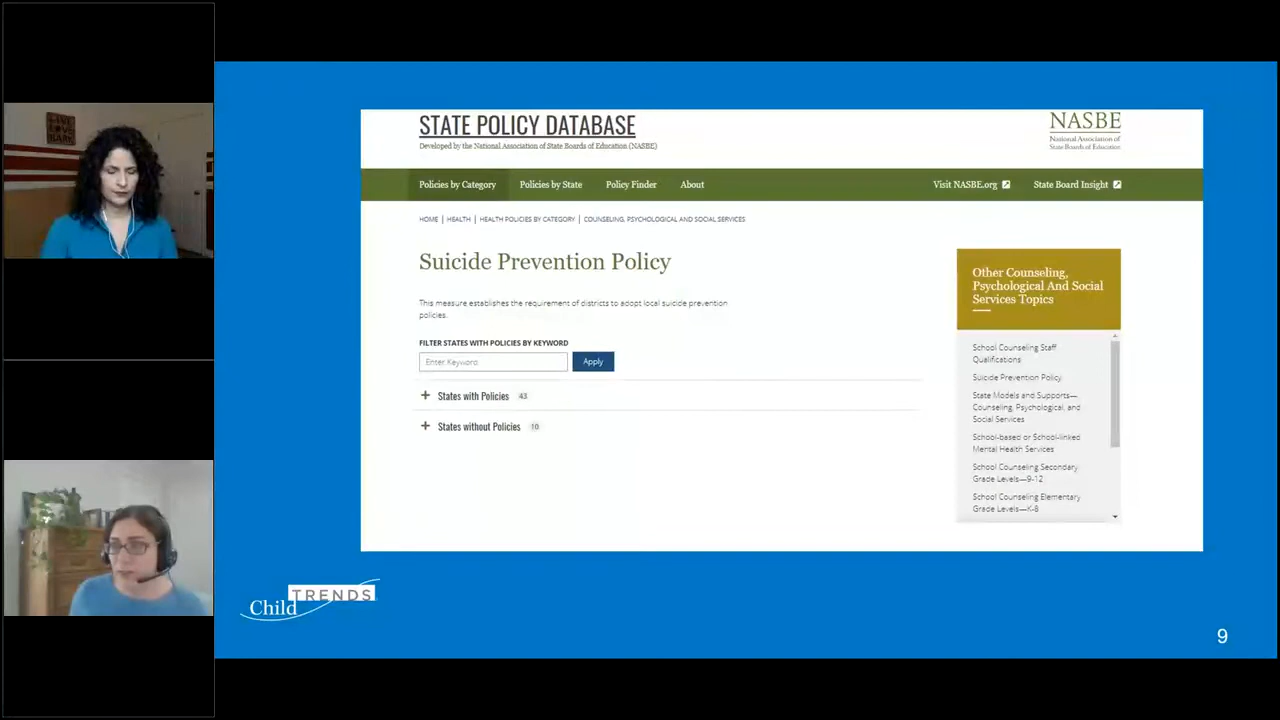 STATE POLICY DATABASE
Developed by the National Association of State Boards of Education (NASBE)
NASBE
National Association of
State Boards of Education
Policies by Category
Policies by State
Policy Finder
About
Visit NASBE.org
State Board Insight
HOME | HEALTH | HEALTH POLICIES BY CATEGORY | COUNSELING, PSYCHOLOGICAL AND SOCIAL SERVICES
Suicide Prevention Policy
This measure establishes the requirement of districts to adopt local suicide prevention
policies.
FILTER STATES WITH POLICIES BY KEYWORD
Enter Keyword
Apply
+ States with Policies 43
+ States without Policies 10
Other Counseling,
Psychological And Social
Services Topics
School Counseling Staff
Qualifications
Suicide Prevention Policy
State Models and Supports—
Counseling, Psychological, and
Social Services
School-based or School-linked
Mental Health Services
School Counseling Secondary
Grade Levels—9-12
School Counseling Elementary
Grade Levels—K-8
Child TRENDS
9